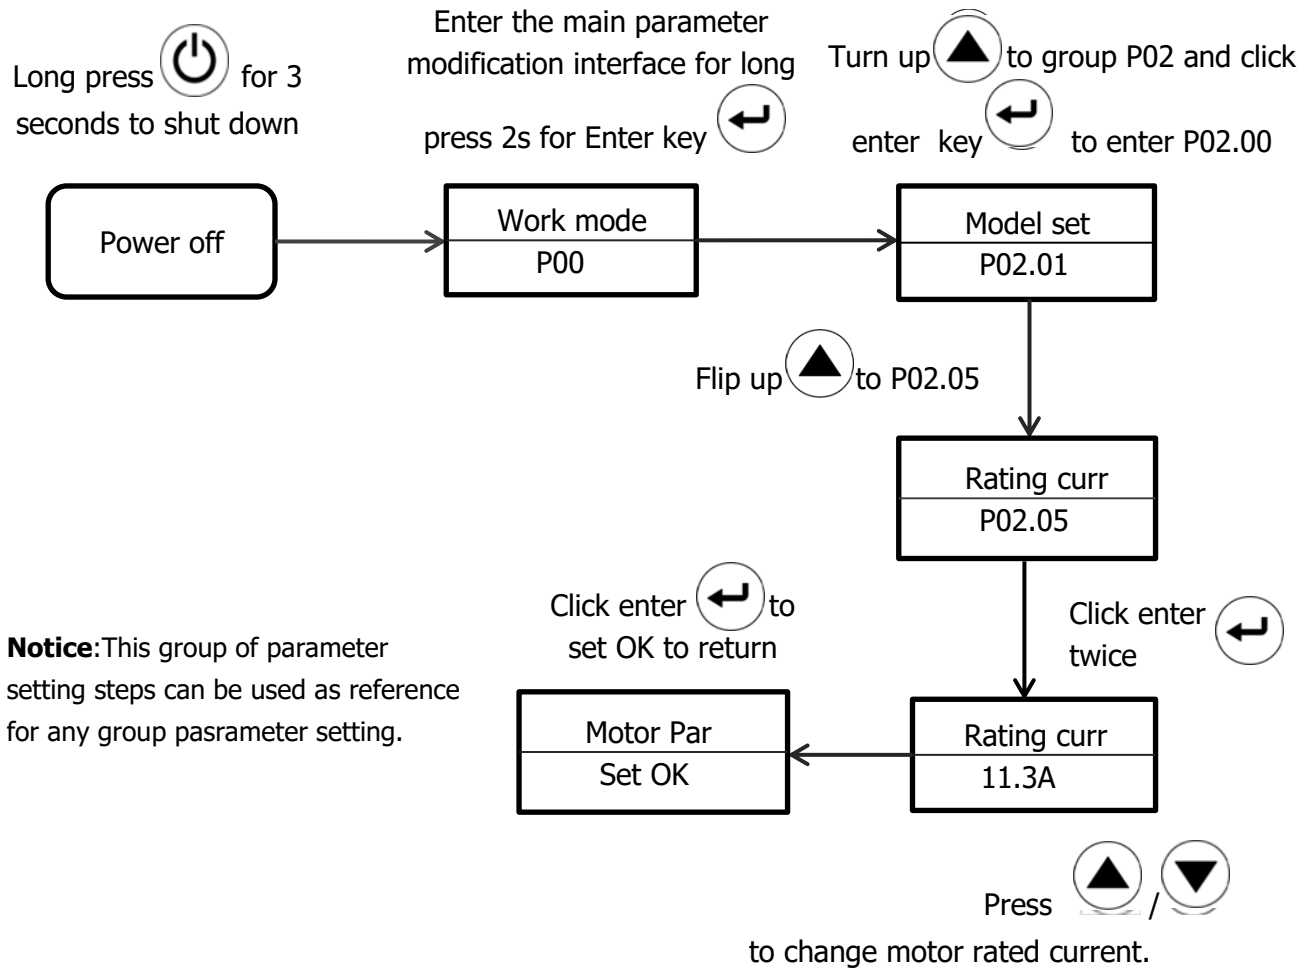 Long press for 3
seconds to shut down
Enter the main parameter
modification interface for long
press 2s for Enter key
Turn up to group P02 and click
enter key to enter P02.00
Power off
Work mode
P00
Model set
P02.01
Flip up to P02.05
Rating curr
P02.05
Click enter
twice
Rating curr
11.3A
Press /
to change motor rated current.
Click enter to
set OK to return
Motor Par
Set OK
Notice:This group of parameter
setting steps can be used as reference
for any group pasrameter setting.